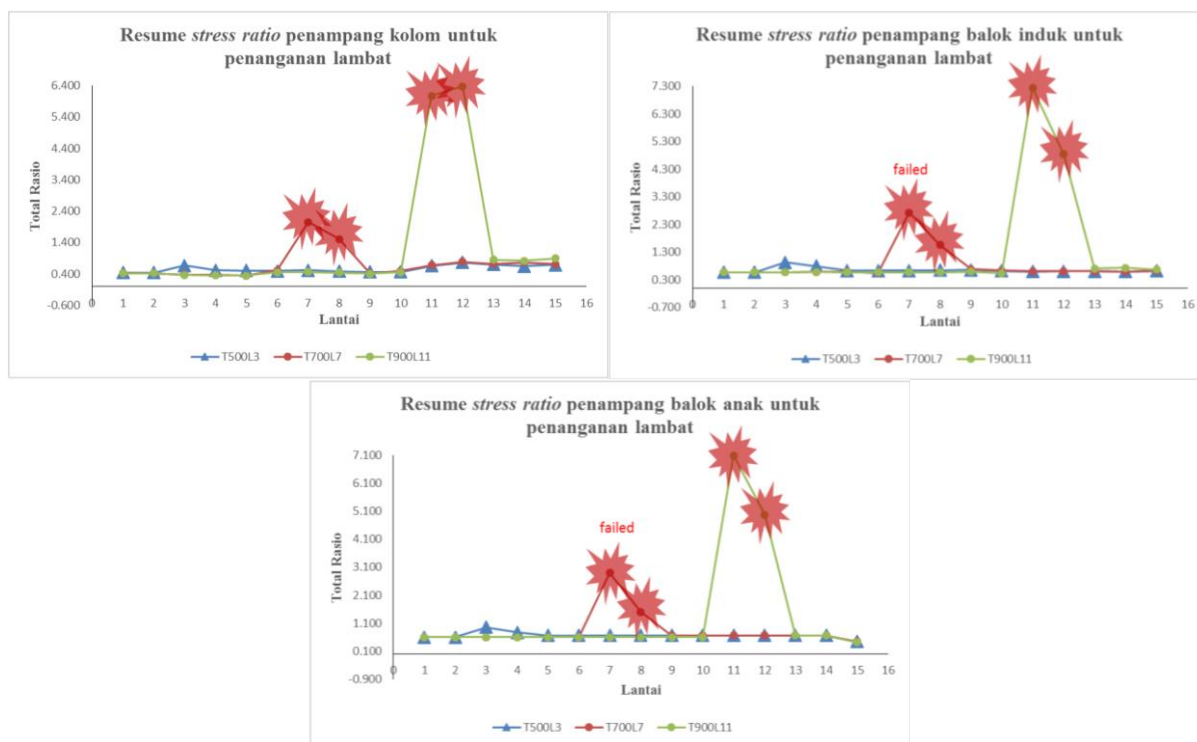 Resume stress ratio penampang kolom untuk
penanganan lambat
6.400
5.400
4.400
3.400
2.400
1.400
0.400
-0.600
Total Rasio
0 1 2 3 4 5 6 7 8 9 10 11 12 13 14 15 16
Lantai
T500L3 T700L7 T900L11
Resume stress ratio penampang balok induk untuk
penanganan lambat
7.300
6.300
5.300
4.300
3.300
2.300
1.300
0.300
-0.700
Total Rasio
failed
0 1 2 3 4 5 6 7 8 9 10 11 12 13 14 15 16
Lantai
T500L3 T700L7 T900L11
Resume stress ratio penampang balok anak untuk
penanganan lambat
7.100
6.100
5.100
4.100
3.100
2.100
1.100
0.100
-0.900
Total Rasio
failed
0 1 2 3 4 5 6 7 8 9 10 11 12 13 14 15 16
Lantai
T500L3 T700L7 T900L11